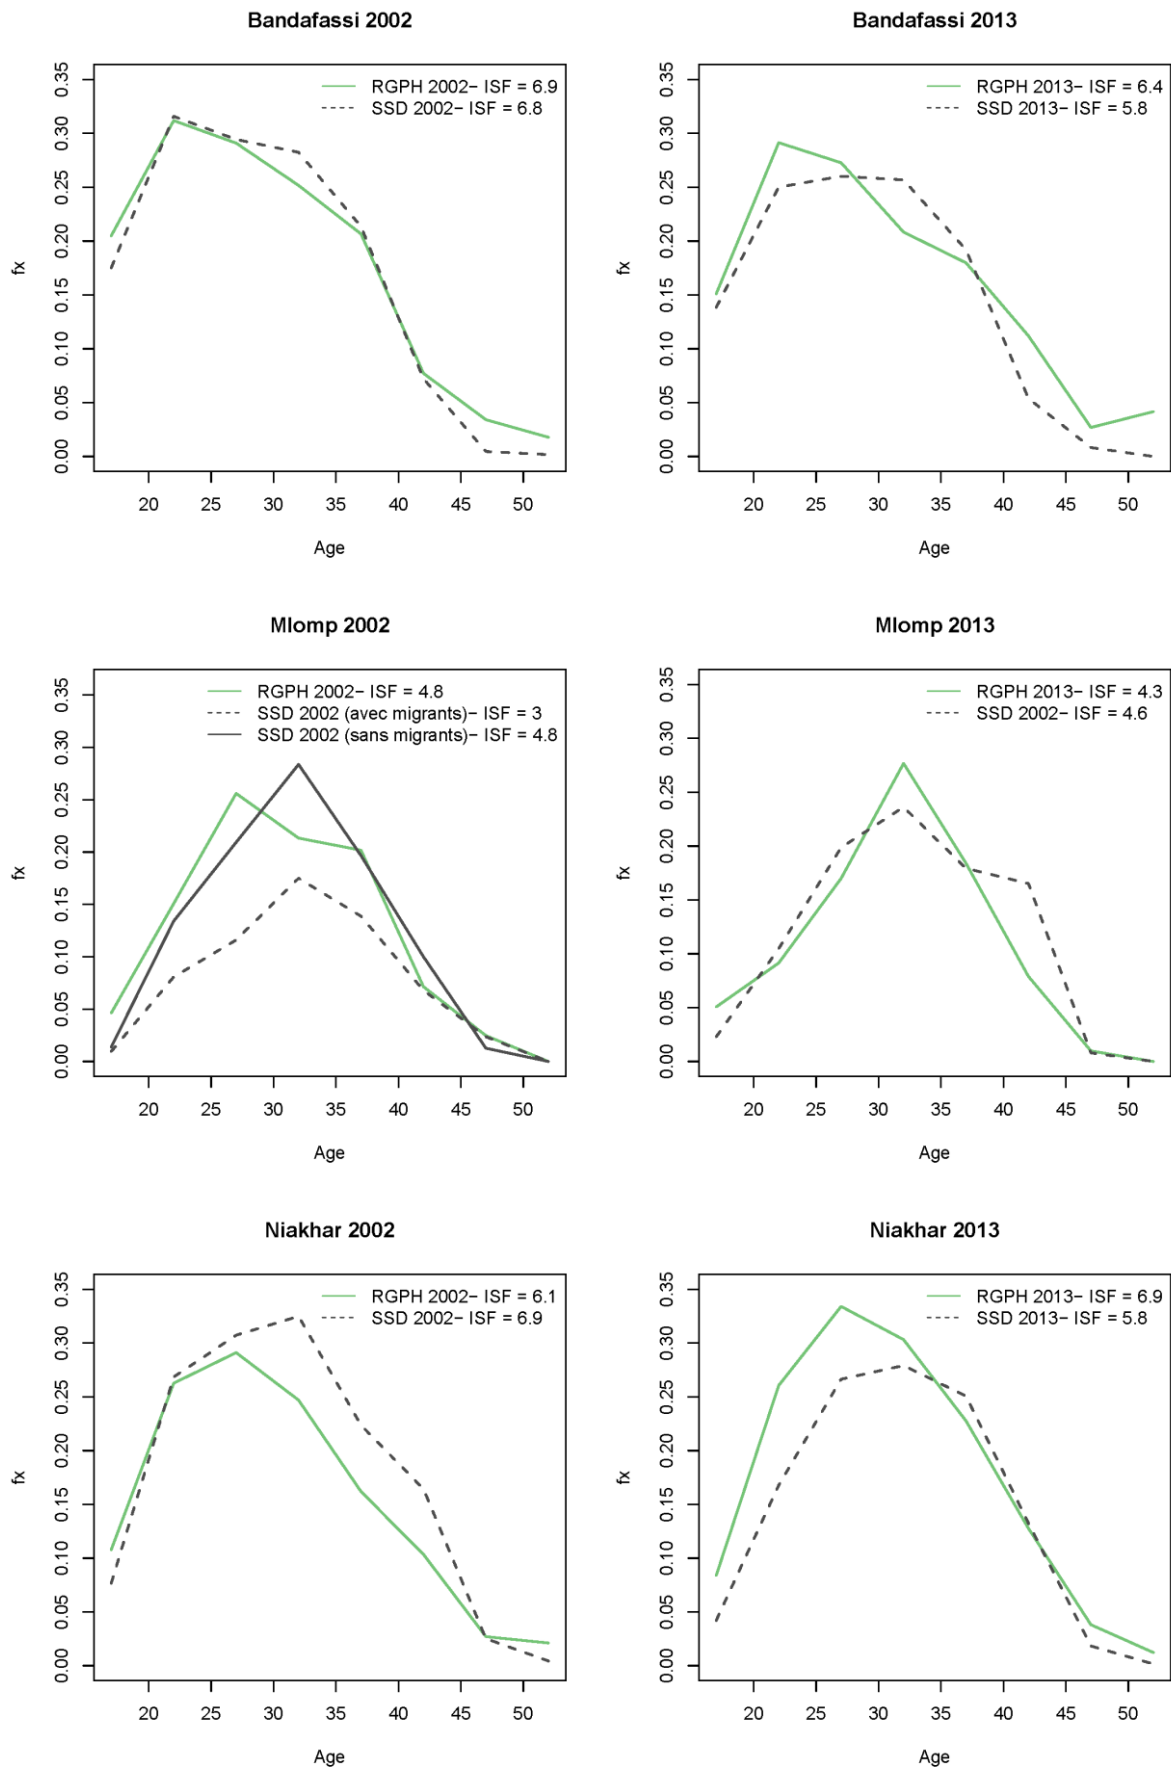 Bandafassi 2002
RGPH 2002− ISF = 6.9
SSD 2002− ISF = 6.8
fx
0.00 0.05 0.10 0.15 0.20 0.25 0.30 0.35
20 25 30 35 40 45 50
Age
Bandafassi 2013
RGPH 2013− ISF = 6.4
SSD 2013− ISF = 5.8
fx
0.00 0.05 0.10 0.15 0.20 0.25 0.30 0.35
20 25 30 35 40 45 50
Age
Mlomp 2002
RGPH 2002− ISF = 4.8
SSD 2002 (avec migrants)− ISF = 3
SSD 2002 (sans migrants)− ISF = 4.8
fx
0.00 0.05 0.10 0.15 0.20 0.25 0.30 0.35
20 25 30 35 40 45 50
Age
Mlomp 2013
RGPH 2013− ISF = 4.3
SSD 2002− ISF = 4.6
fx
0.00 0.05 0.10 0.15 0.20 0.25 0.30 0.35
20 25 30 35 40 45 50
Age
Niakhar 2002
RGPH 2002− ISF = 6.1
SSD 2002− ISF = 6.9
fx
0.00 0.05 0.10 0.15 0.20 0.25 0.30 0.35
20 25 30 35 40 45 50
Age
Niakhar 2013
RGPH 2013− ISF = 6.9
SSD 2013− ISF = 5.8
fx
0.00 0.05 0.10 0.15 0.20 0.25 0.30 0.35
20 25 30 35 40 45 50
Age